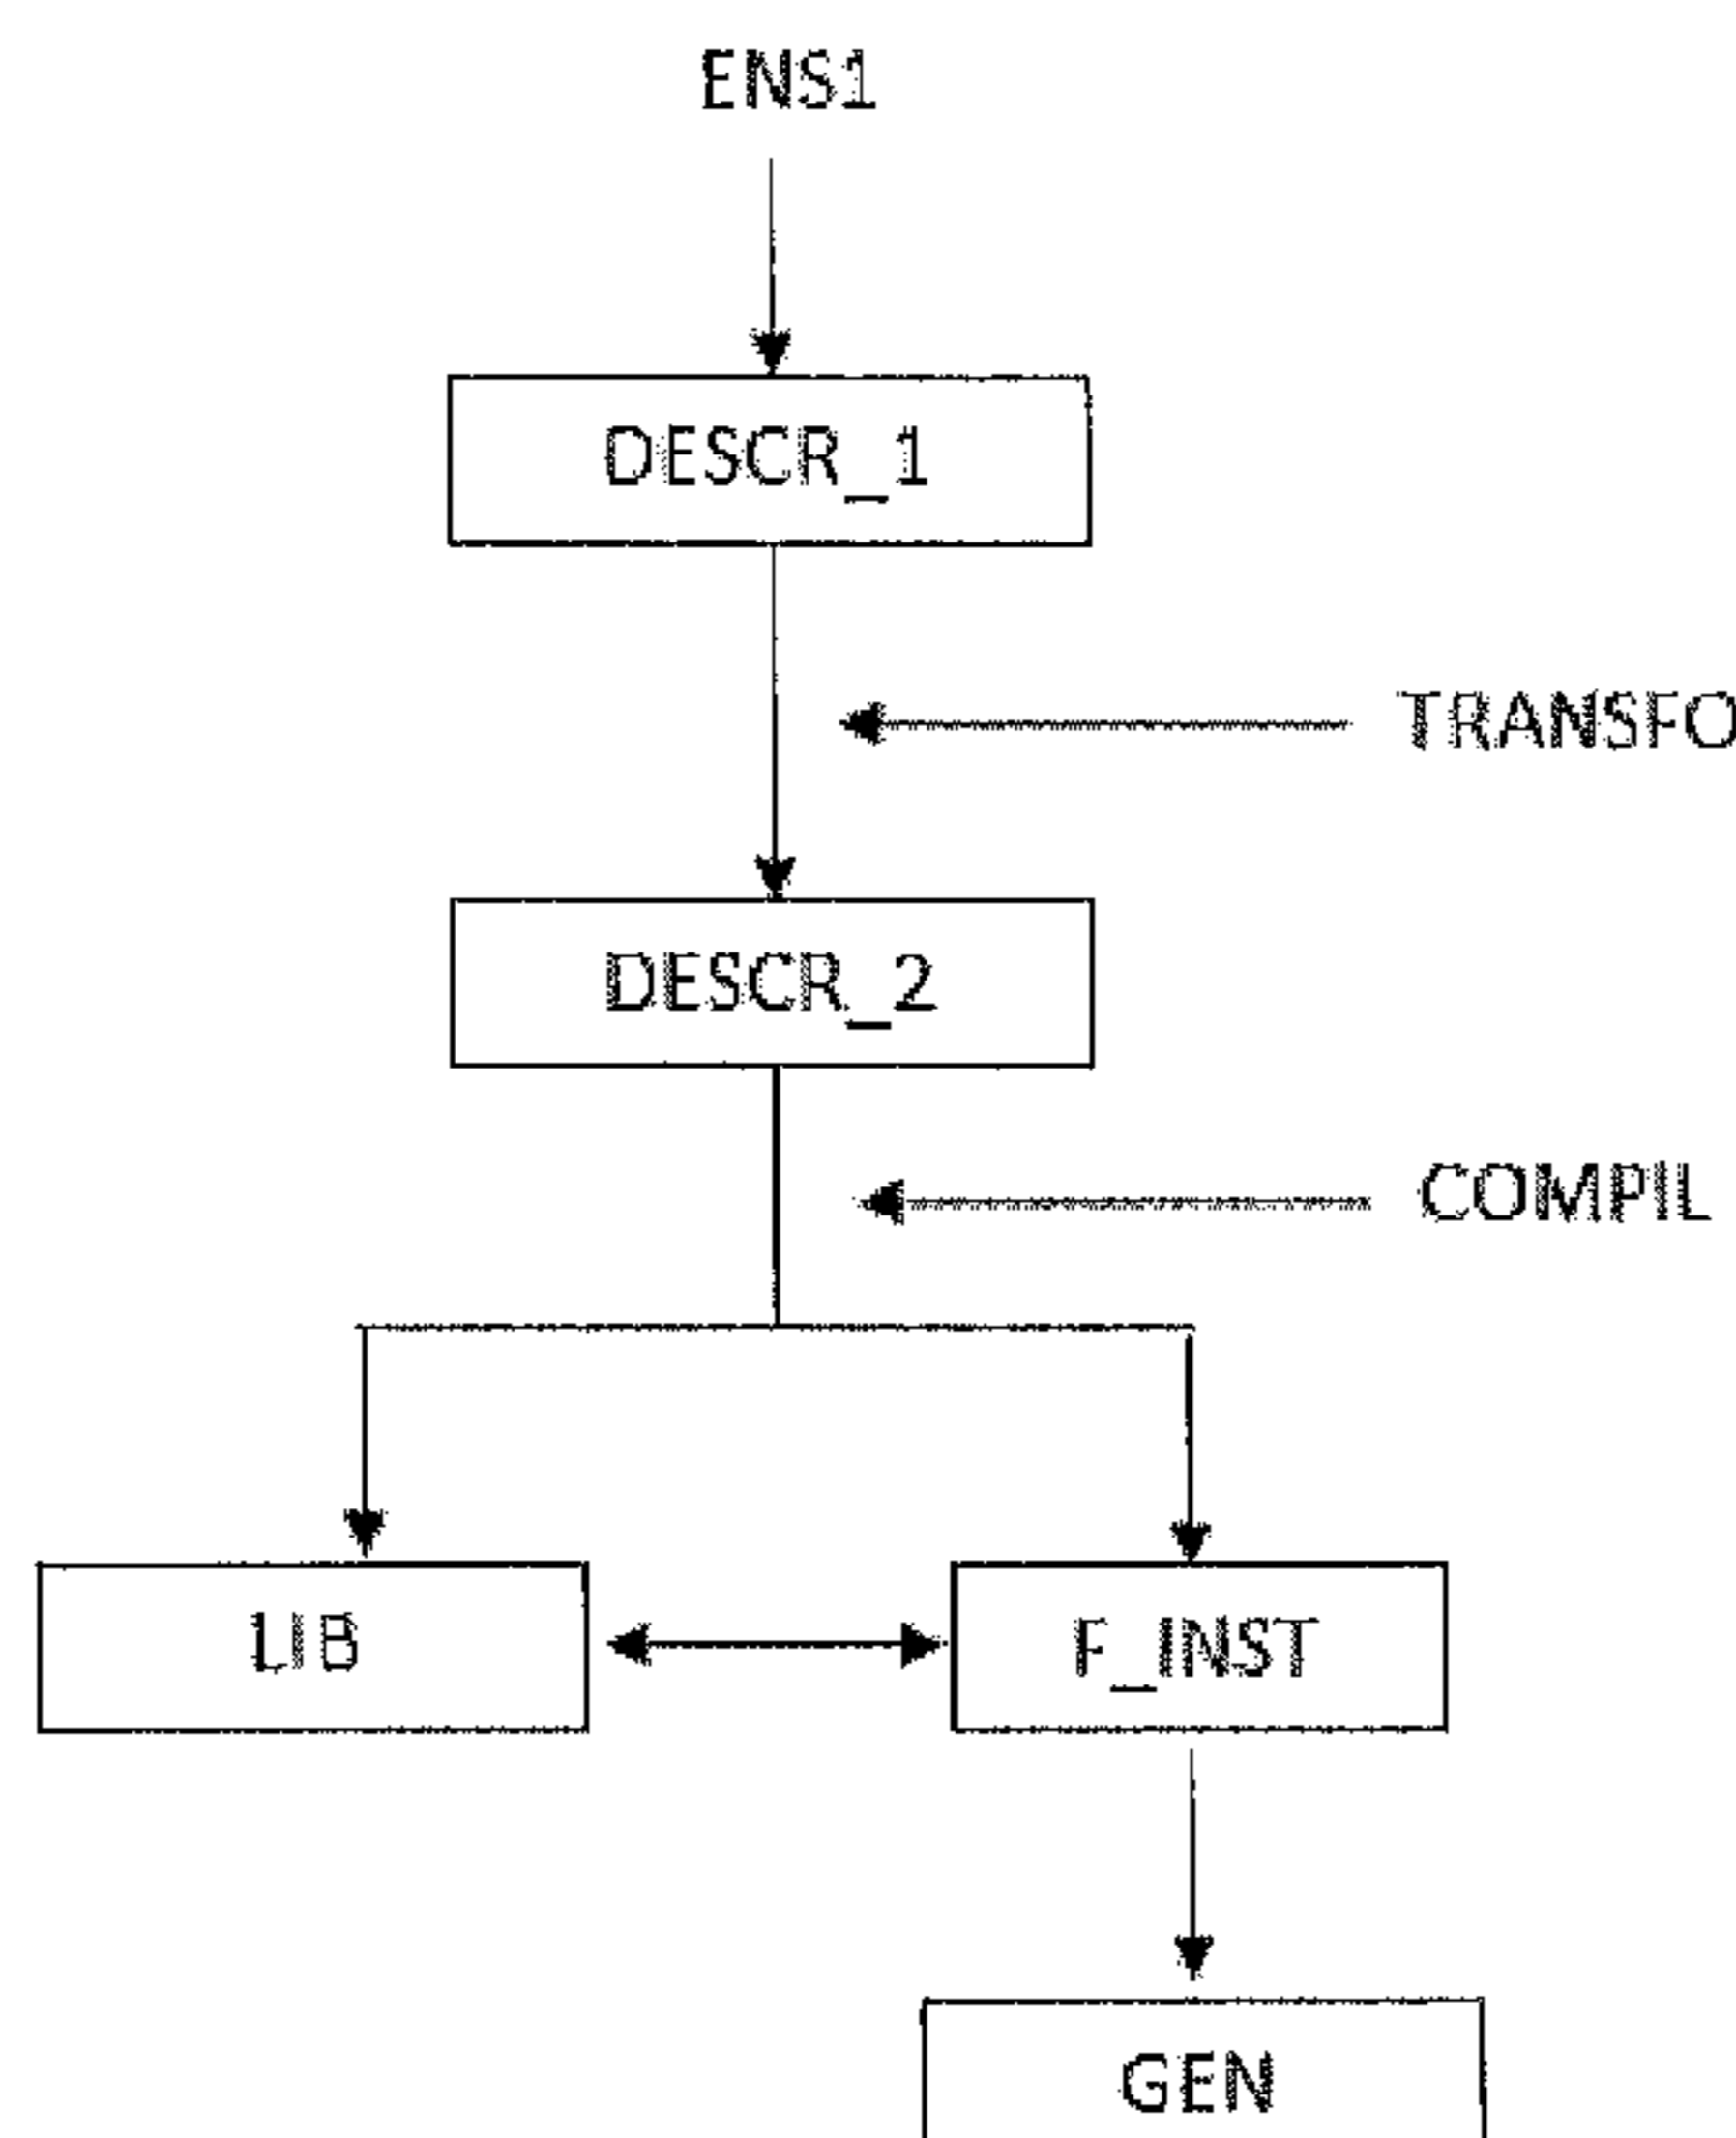 ENS1
DESCR_1
TRANSFO
DESCR_2
COMPIL
LIB
F_INST
GEN